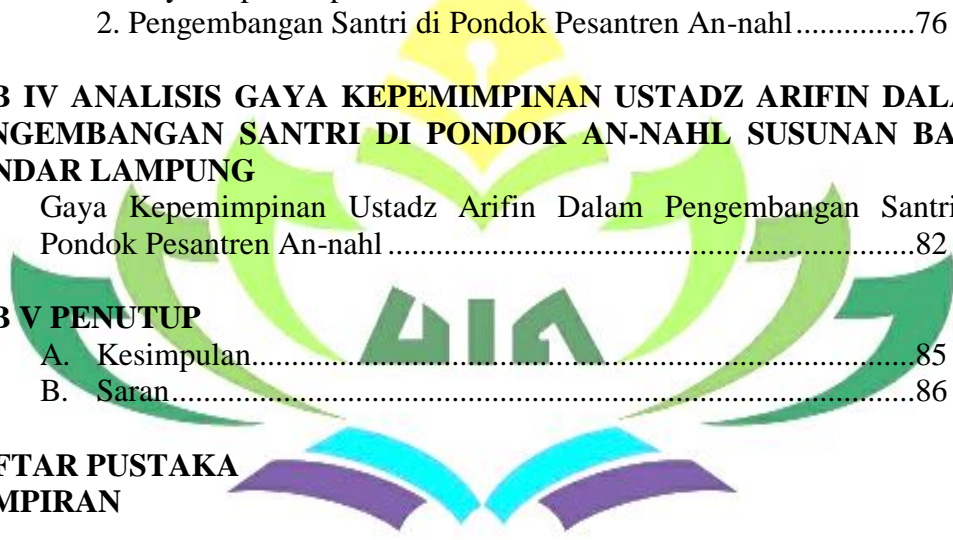 2. Pengembangan Santri di Pondok Pesantren An-nahl...............76
B IV ANALISIS GAYA KEPEMIMPINAN USTADZ ARIFIN DALA
NGEMBANGAN SANTRI DI PONDOK AN-NAHL SUSUNAN BA
NDAR LAMPUNG
Gaya Kepemimpinan Ustadz Arifin Dalam Pengembangan Santri
Pondok Pesantren An-nahl.......................................................................82
B V PENUTUP
A. Kesimpulan...........................................................................................85
B. Saran.....................................................................................................86
FTAR PUSTAKA
MPIRAN
UIN